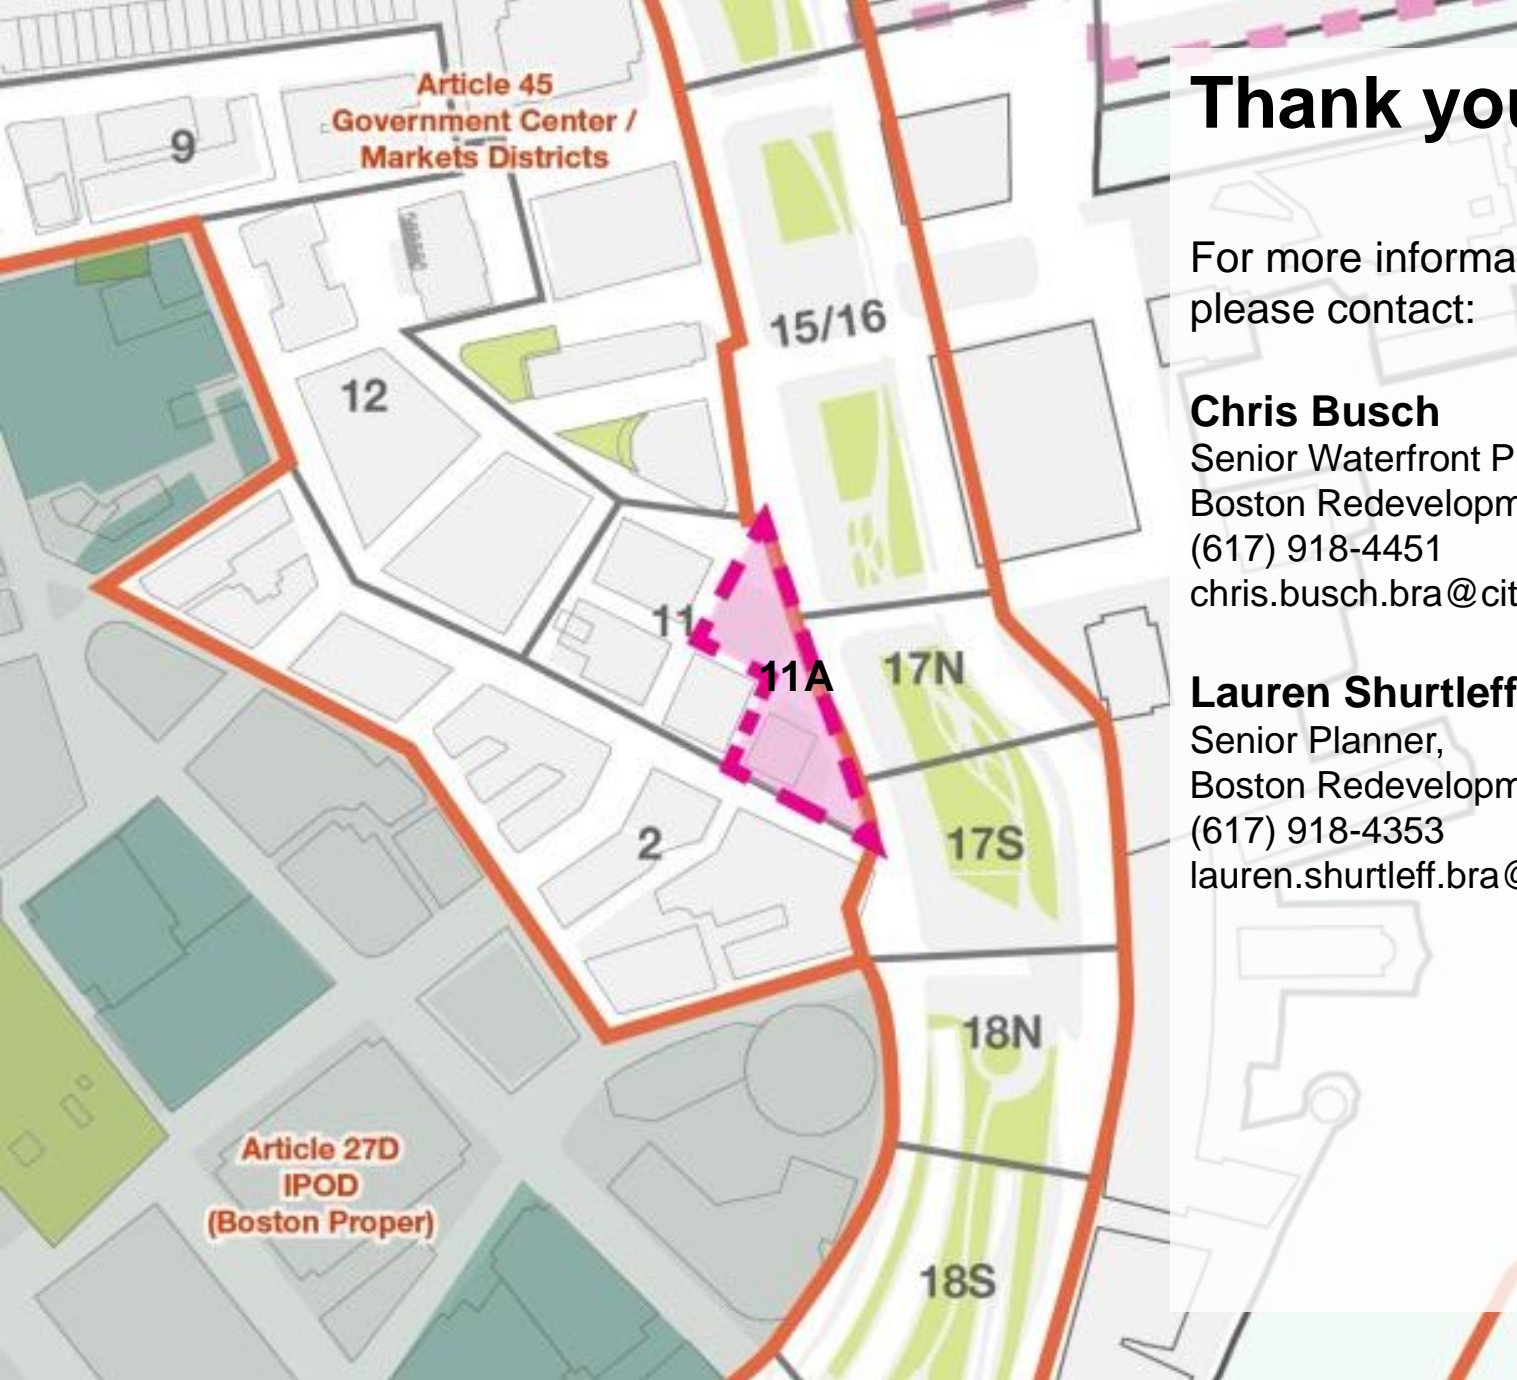 Article 45
Government Center /
Markets Districts
9
12
15/16
11
11A
17N
2
17S
18N
18S
Article 27D
IPOD
(Boston Proper)
Thank you
For more informa
please contact:
Chris Busch
Senior Waterfront P
Boston Redevelopm
(617) 918-4451
chris.busch.bra@cit
Lauren Shurtleff
Senior Planner,
Boston Redevelopm
(617) 918-4353
lauren.shurtleff.bra@